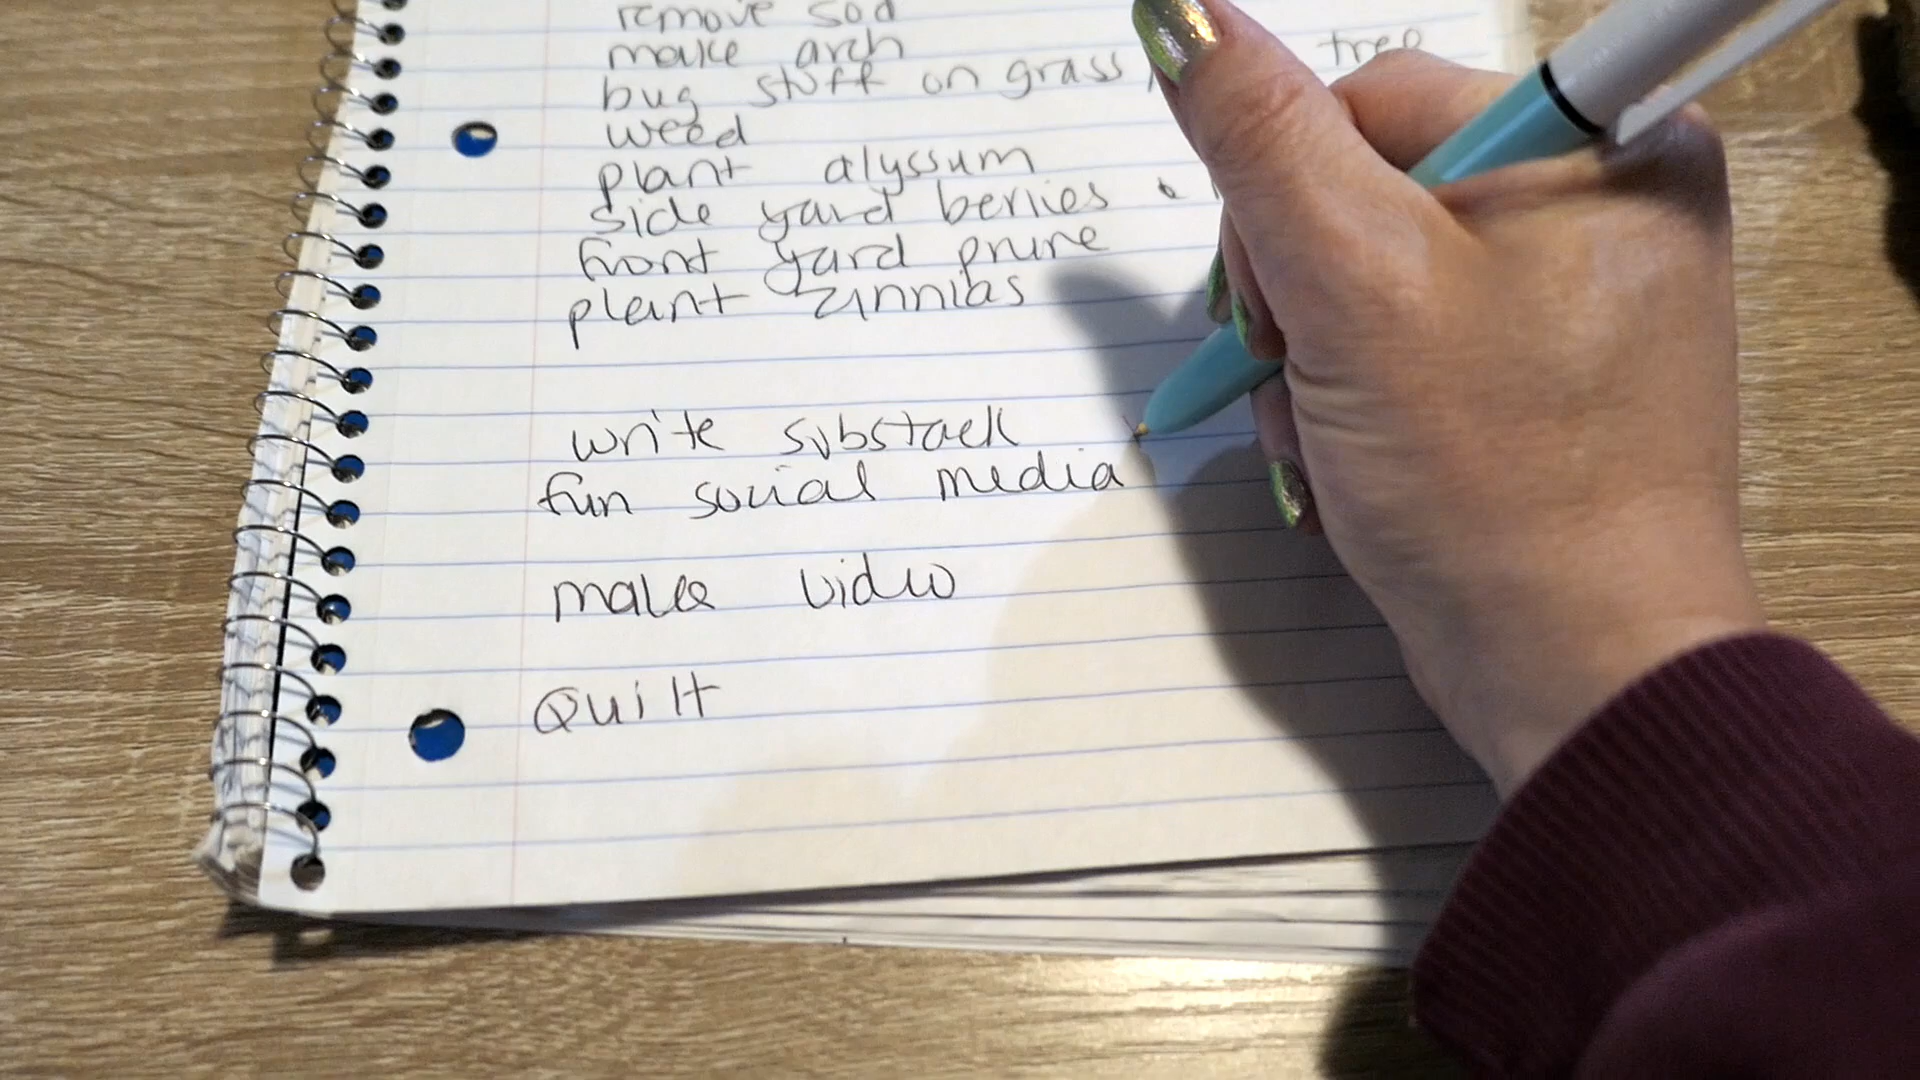 remove sod
make arch
bug stuff on grass, tree
weed
plant alyssum
side yard berries &
front yard prune
plant zinnias
write substack
fun social media
make video
Quilt